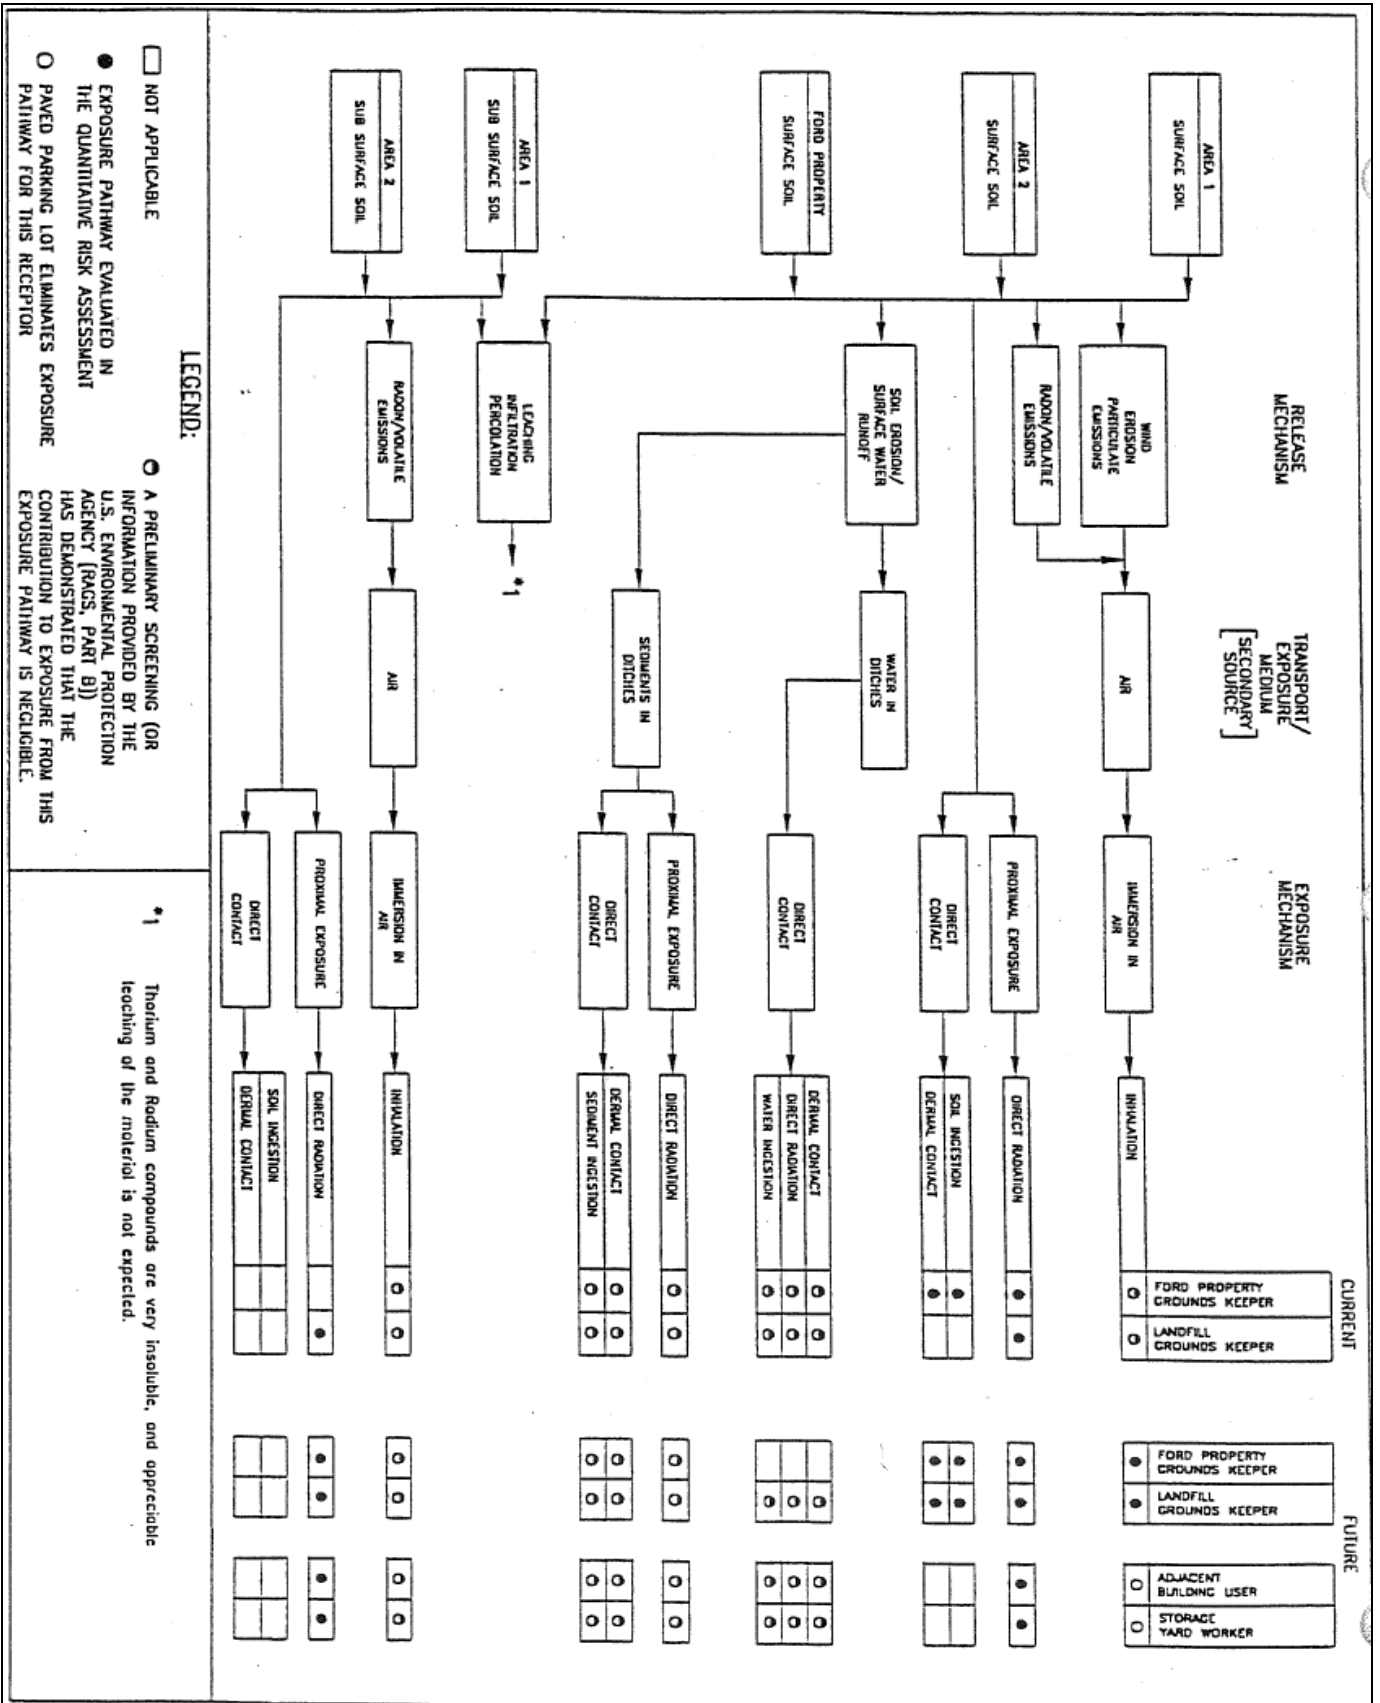 RELEASE
MECHANISM
TRANSPORT/
EXPOSURE
MEDIUM
[SECONDARY
SOURCE]
EXPOSURE
MECHANISM
CURRENT
FUTURE
FORD PROPERTY
GROUNDS KEEPER
LANDFILL
GROUNDS KEEPER
FORD PROPERTY
GROUNDS KEEPER
LANDFILL
GROUNDS KEEPER
ADJACENT
BUILDING USER
STORAGE
YARD WORKER
AREA 1
SURFACE SOIL
WIND
EROSION
PARTICULATE
EMISSIONS
AIR
IMMERSION IN
AIR
INHALATION
AREA 2
SURFACE SOIL
RADON/VOLATILE
EMISSIONS
PROXIMAL EXPOSURE
DIRECT RADIATION
DIRECT
CONTACT
SOIL INGESTION
DERMAL CONTACT
FORD PROPERTY
SURFACE SOIL
SOIL EROSION/
SURFACE WATER
RUNOFF
WATER IN
DITCHES
DIRECT
CONTACT
DERMAL CONTACT
DIRECT RADIATION
WATER INGESTION
SEDIMENTS IN
DITCHES
PROXIMAL EXPOSURE
DIRECT RADIATION
DIRECT
CONTACT
DERMAL CONTACT
SEDIMENT INGESTION
AREA 1
SUB SURFACE SOIL
LEACHING
INFILTRATION
PERCOLATION
*1
AREA 2
SUB SURFACE SOIL
RADON/VOLATILE
EMISSIONS
AIR
IMMERSION IN
AIR
INHALATION
PROXIMAL EXPOSURE
DIRECT RADIATION
DIRECT
CONTACT
SOIL INGESTION
DERMAL CONTACT
LEGEND:
NOT APPLICABLE
EXPOSURE PATHWAY EVALUATED IN
THE QUANTITATIVE RISK ASSESSMENT
PAVED PARKING LOT ELIMINATES EXPOSURE
PATHWAY FOR THIS RECEPTOR
A PRELIMINARY SCREENING (OR
INFORMATION PROVIDED BY THE
U.S. ENVIRONMENTAL PROTECTION
AGENCY (RAGS, PART B))
HAS DEMONSTRATED THAT THE
CONTRIBUTION TO EXPOSURE FROM THIS
EXPOSURE PATHWAY IS NEGLIGIBLE.
*1 Thorium and Radium compounds are very insoluble, and appreciable
leaching of the material is not expected.